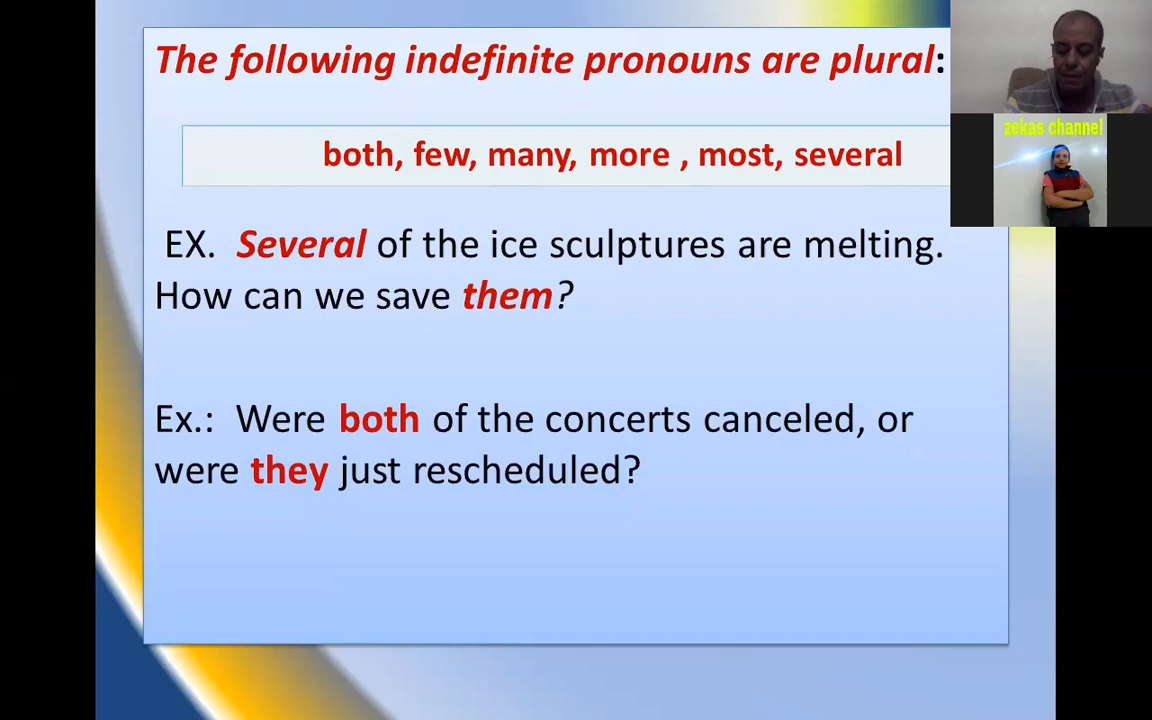 The following indefinite pronouns are plural:
zekas channel
both, few, many, more , most, several
EX. Several of the ice sculptures are melting.
How can we save them?
Ex.: Were both of the concerts canceled, or
were they just rescheduled?